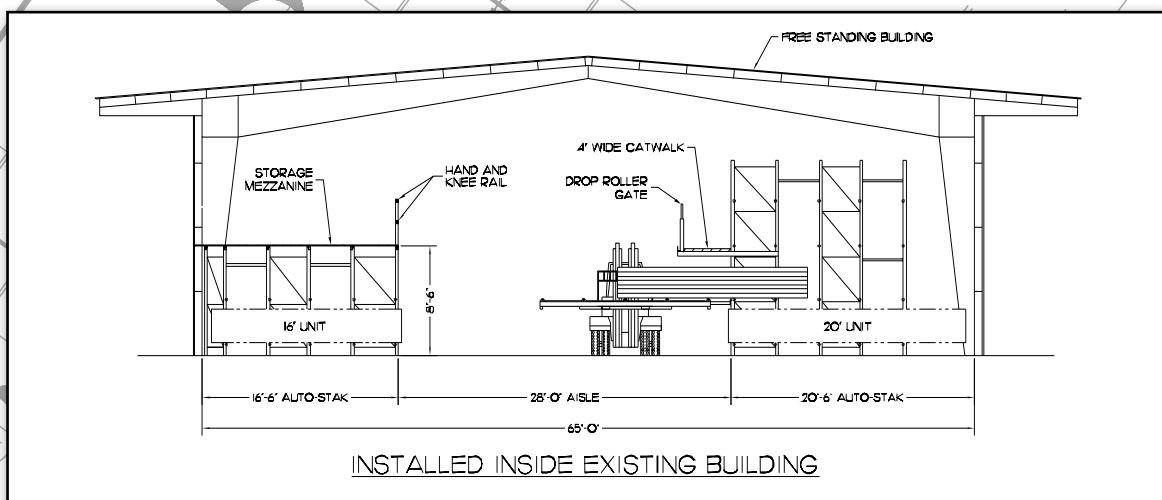 FREE STANDING BUILDING
4' WIDE CATWALK
STORAGE
MEZZANINE
HAND AND
KNEE RAIL
DROP ROLLER
GATE
8'-6"
16' UNIT
20' UNIT
16'-6" AUTO-STAK
28'-0" AISLE
20'-6" AUTO-STAK
65'-0"
INSTALLED INSIDE EXISTING BUILDING